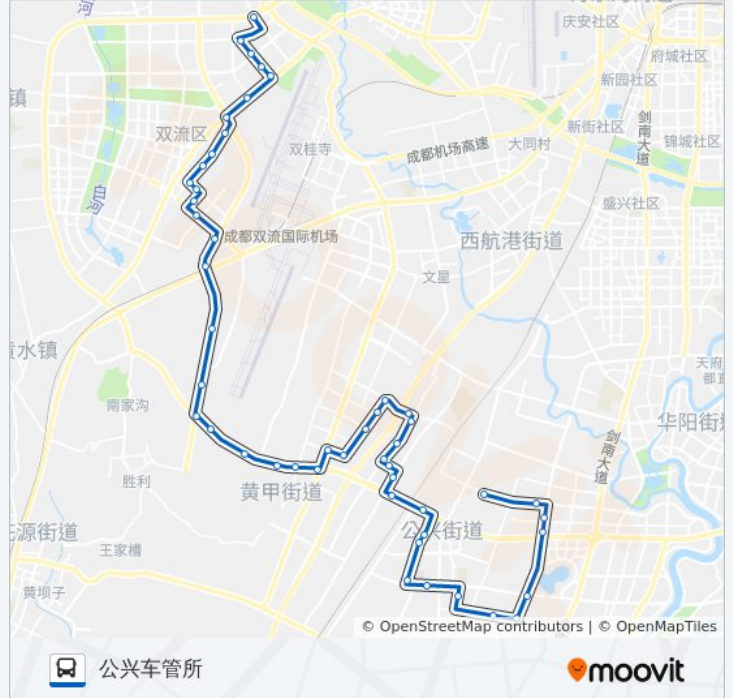 庆安社区
府城社区
新园社区
镇
剑南大道
新街社区
双流区
成都机场高速
大同村
锦城社区
双桂寺
白河
盛兴社区
成都双流国际机场
西航港街道
文星
水镇
天府
南家沟
华阳街
剑南大道
胜利
黄甲街道
公兴街道
源街道
王家槽
黄坝子
© OpenStreetMap contributors | © OpenMapTiles
公兴车管所
moovit